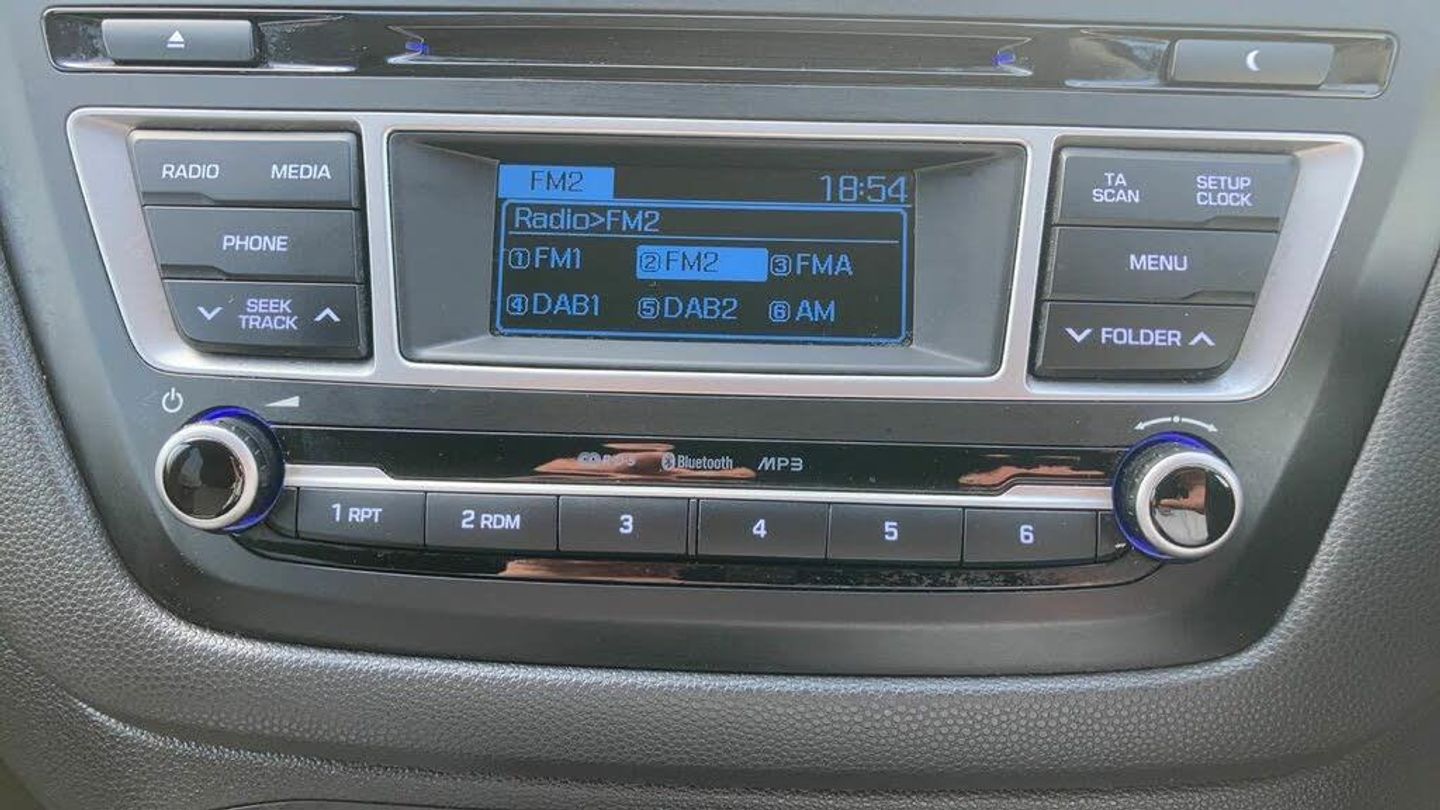 RADIO MEDIA
PHONE
SEEK
TRACK
FM2 18:54
Radio>FM2
①FM1 ②FM2 ③FMA
④DAB1 ⑤DAB2 ⑥AM
TA
SCAN
SETUP
CLOCK
MENU
FOLDER
Bluetooth MP3
1 RPT 2 RDM 3 4 5 6